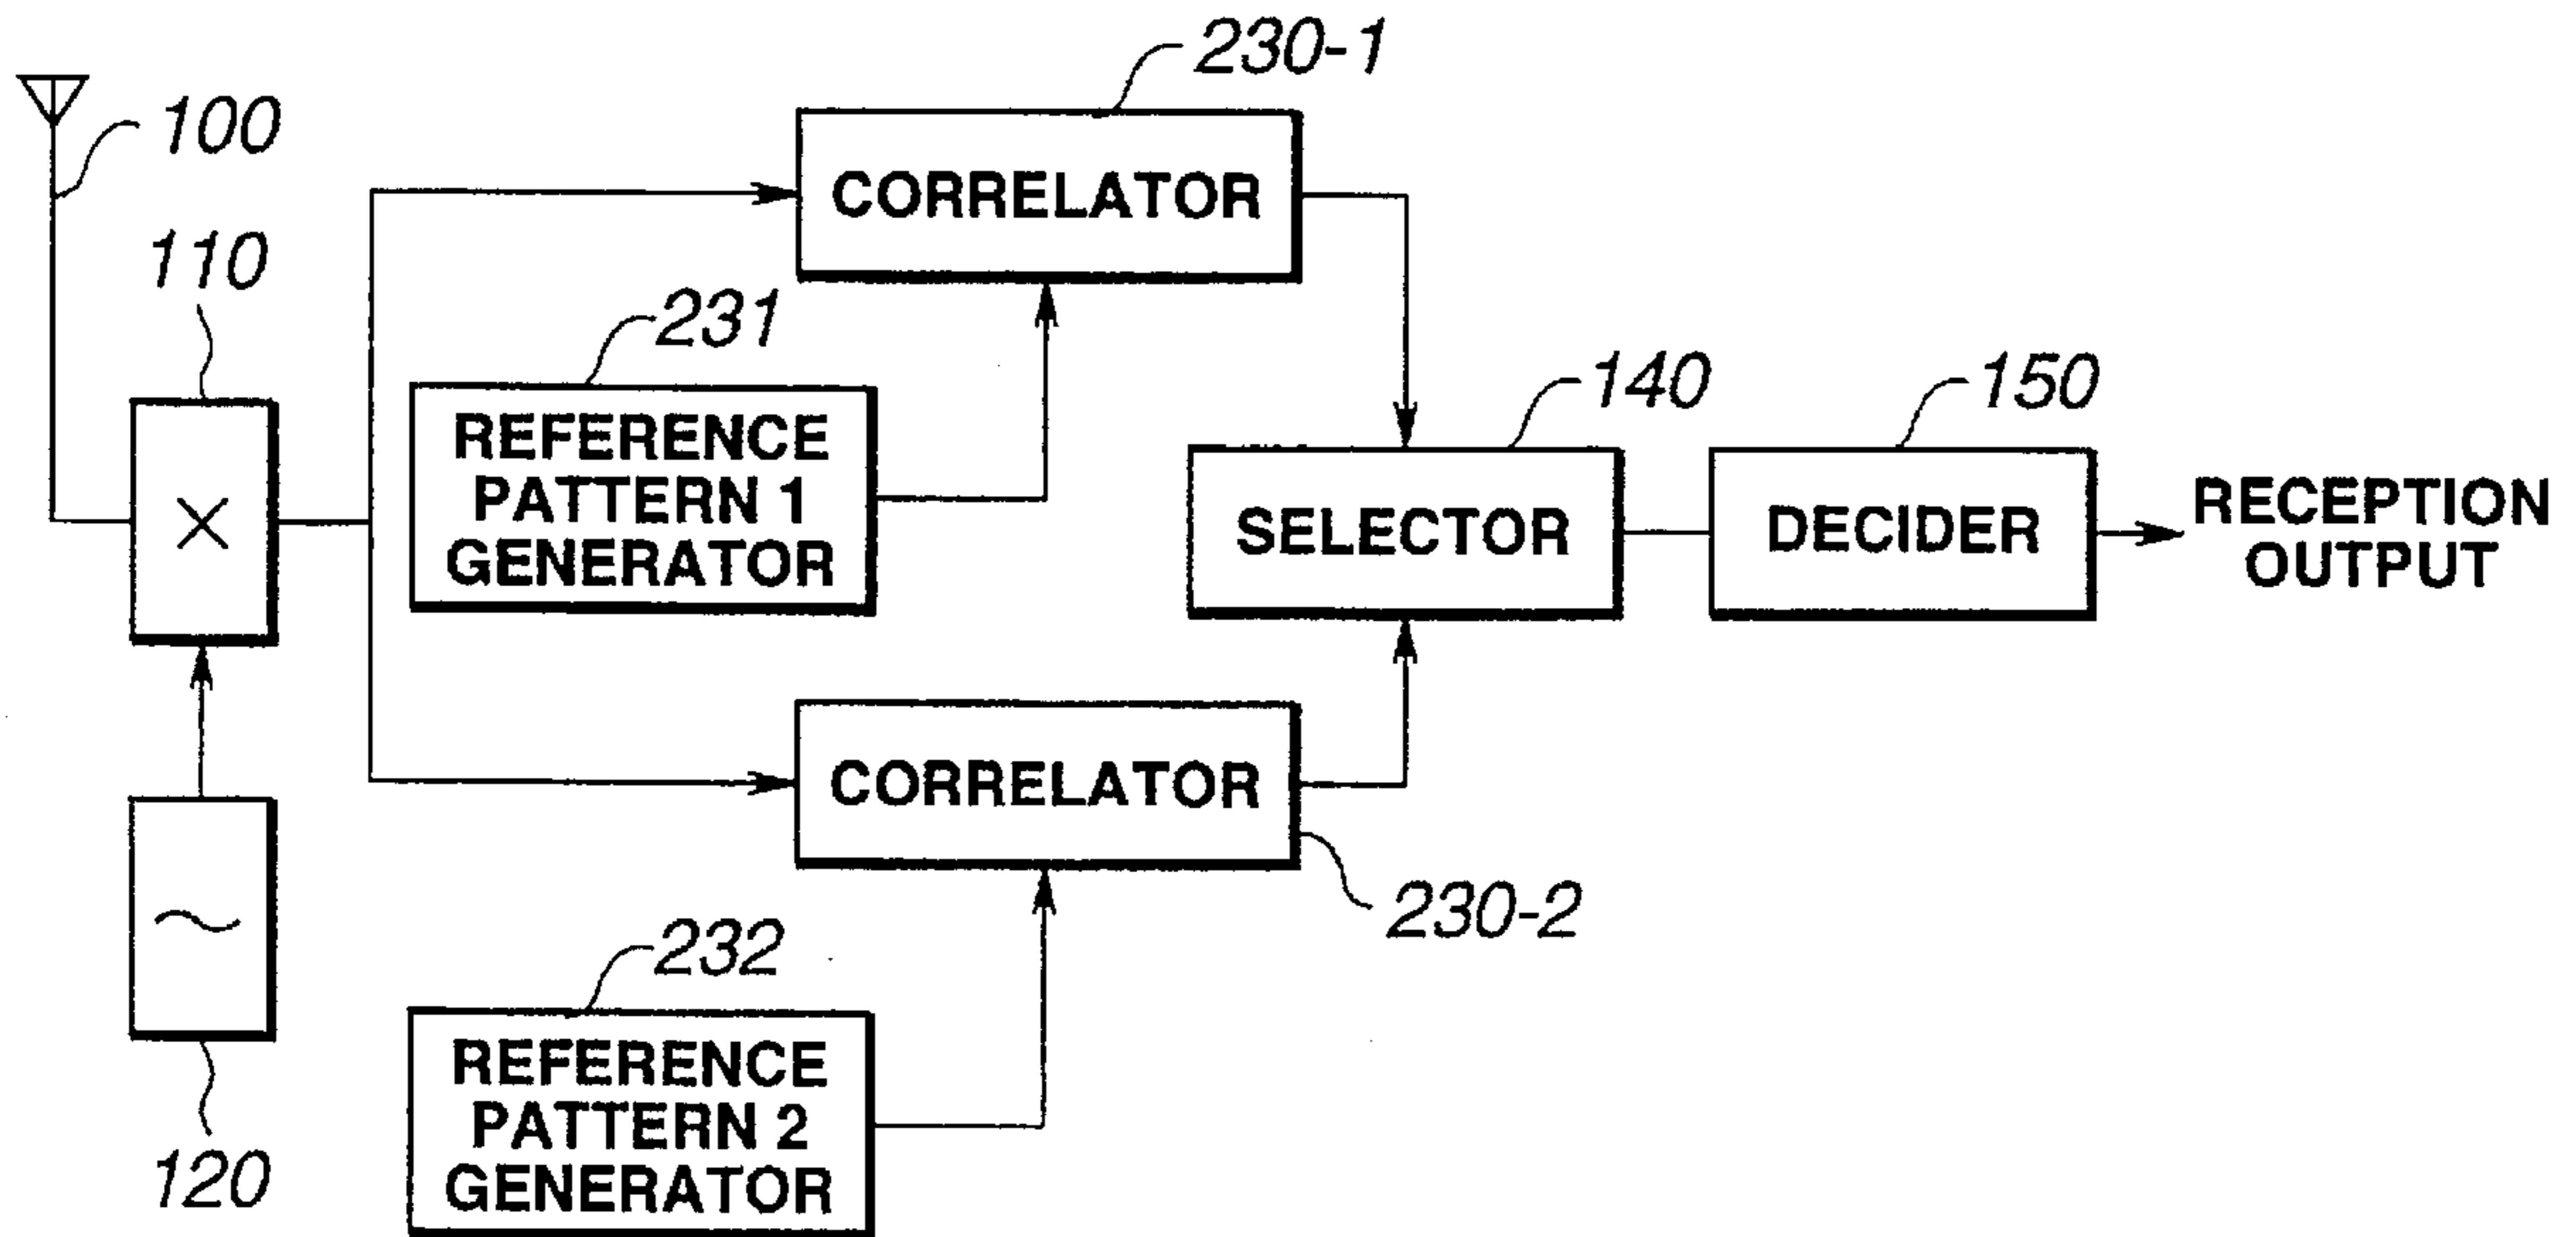 230-1
100
CORRELATOR
110
231
REFERENCE
PATTERN 1
GENERATOR
140
150
×
SELECTOR
DECIDER
RECEPTION
OUTPUT
CORRELATOR
~
230-2
232
REFERENCE
PATTERN 2
GENERATOR
120